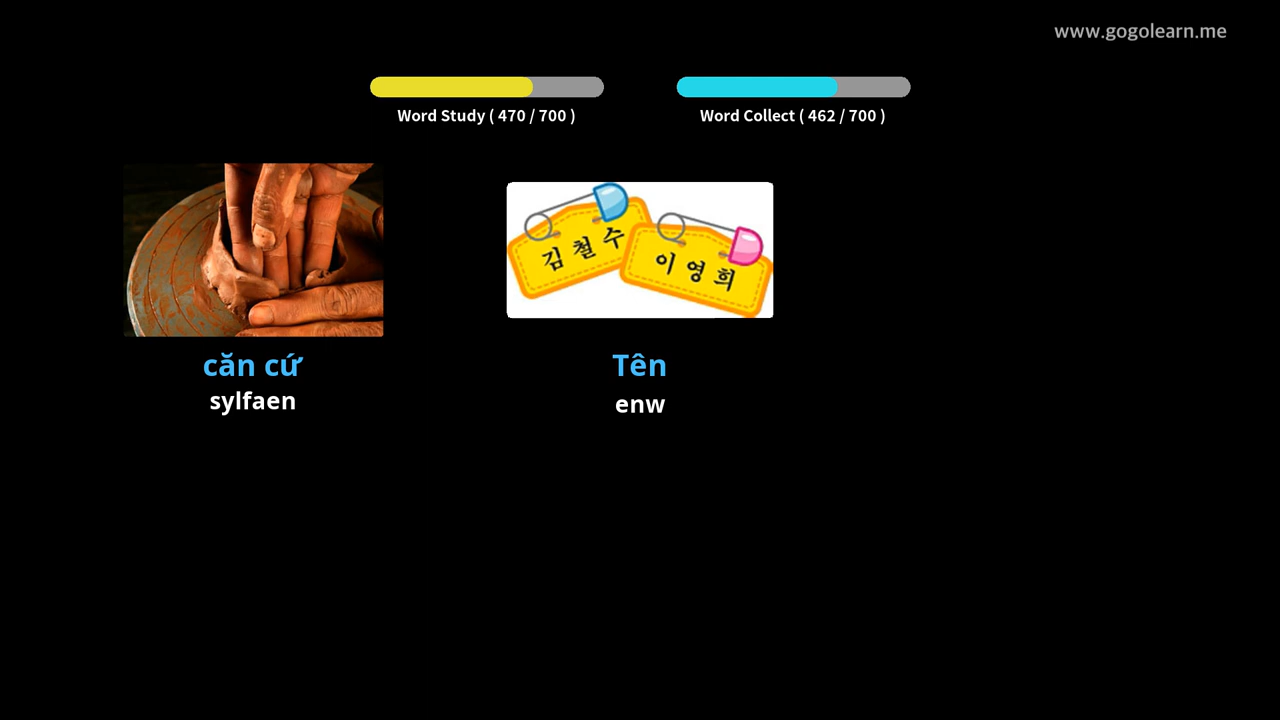 www.gogolearn.me
Word Study ( 470 / 700 )
Word Collect ( 462 / 700 )
김철수
이영희
căn cứ
sylfaen
Tên
enw